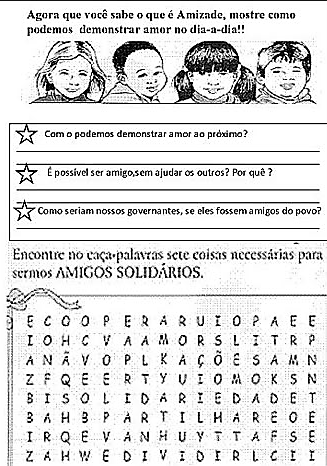 Agora que você sabe o que é Amizade, mostre como
podemos demonstrar amor no dia-a-dia!!
Com o podemos demonstrar amor ao próximo?
É possível ser amigo,sem ajudar os outros? Por quê ?
Como seriam nossos governantes, se eles fossem amigos do povo?
Encontre no caça-palavras sete coisas necessárias para
sermos AMIGOS SOLIDÁRIOS.
E C O O P E R A R U I O P A E E
I O H C V A A M O R S L I T R P
A N Ã V O P L K A Ç Õ E S A M N
Z F Q E E R T Y U I O M O K S N
B I S O L I D A R I E D A D E T
B A H B P A R T I L H A R E O E
I R Q E V A N H U Y T T A F S E
Z A H W E D I V I D I R L C I I